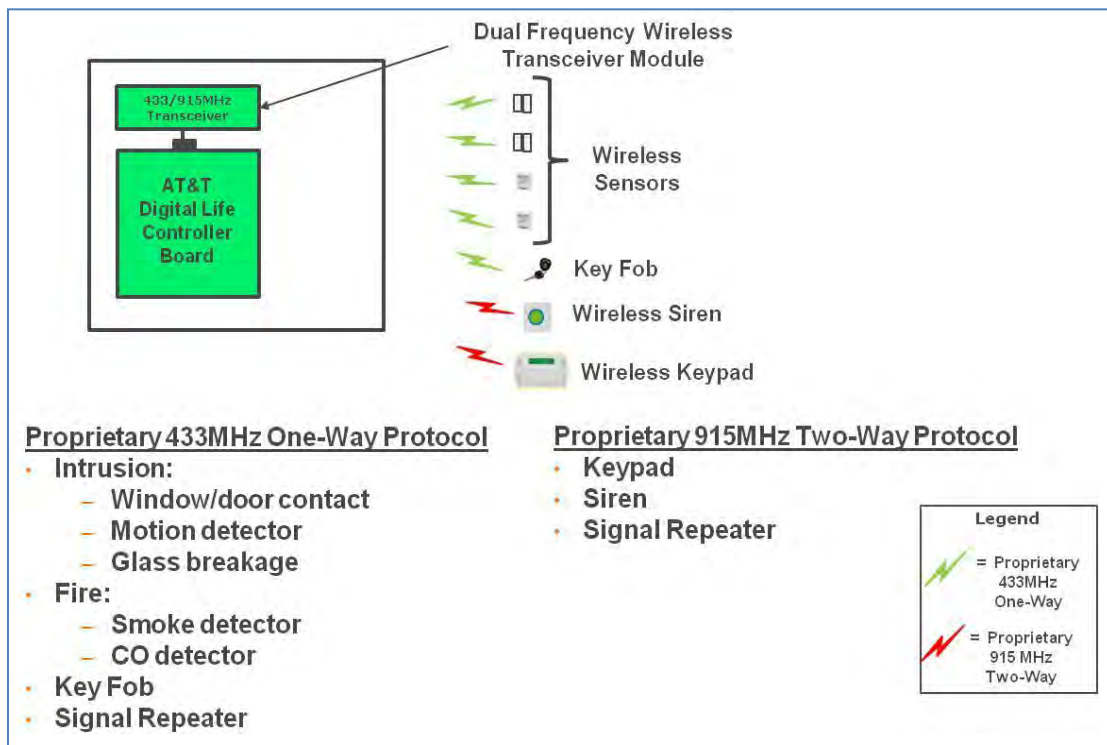 Dual Frequency Wireless
Transceiver Module
433/915MHz
Transceiver
AT&T
Digital Life
Controller
Board
Wireless
Sensors
Key Fob
Wireless Siren
Wireless Keypad
Proprietary 433MHz One-Way Protocol
• Intrusion:
– Window/door contact
– Motion detector
– Glass breakage
• Fire:
– Smoke detector
– CO detector
• Key Fob
• Signal Repeater
Proprietary 915MHz Two-Way Protocol
• Keypad
• Siren
• Signal Repeater
Legend
= Proprietary
433MHz
One-Way
= Proprietary
915 MHz
Two-Way